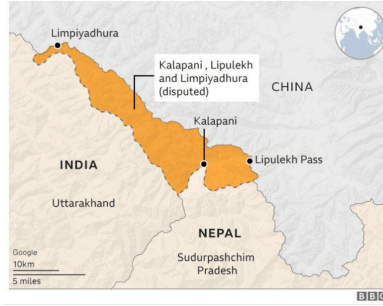 Limpiyadhura
Kalapani , Lipulekh
and Limpiyadhura
(disputed)
CHINA
Kalapani
Lipulekh Pass
INDIA
Uttarakhand
NEPAL
Sudurpashchim
Pradesh
Google
10km
5 miles
BBC